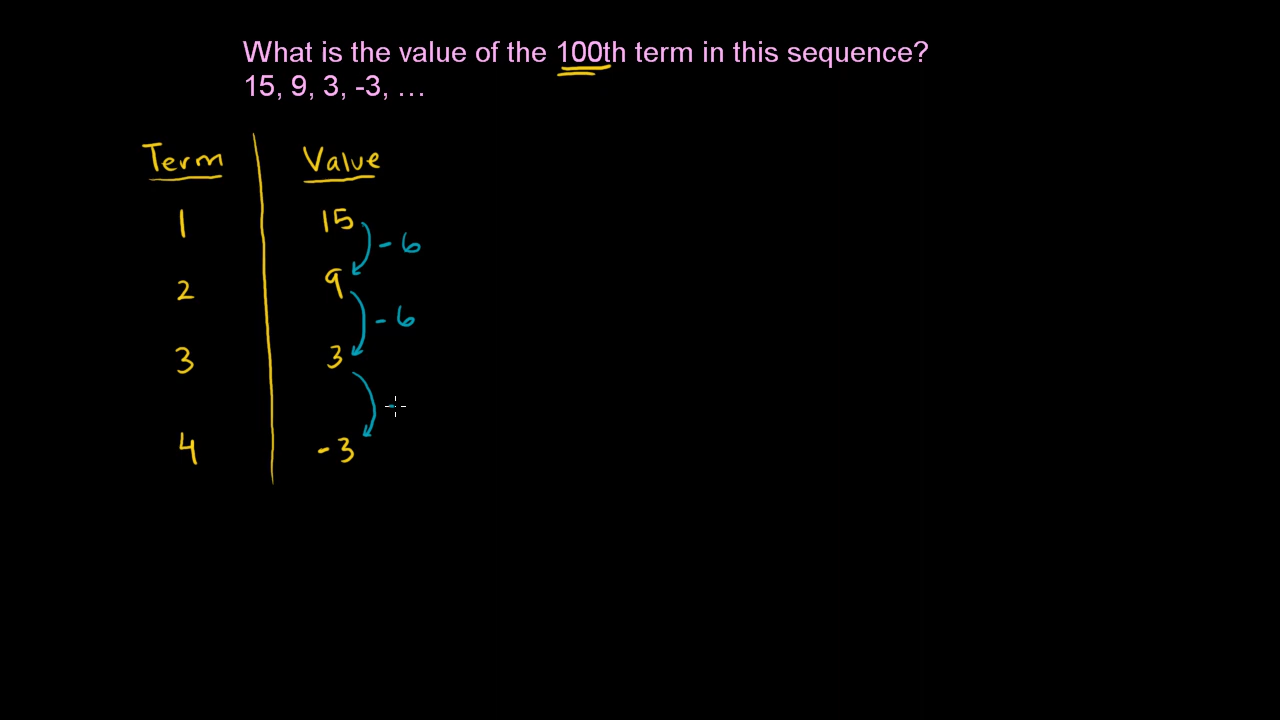 What is the value of the 100th term in this sequence?
15, 9, 3, -3, …
Term Value
1 15
- 6
2 9
- 6
3 3
-
4 -3